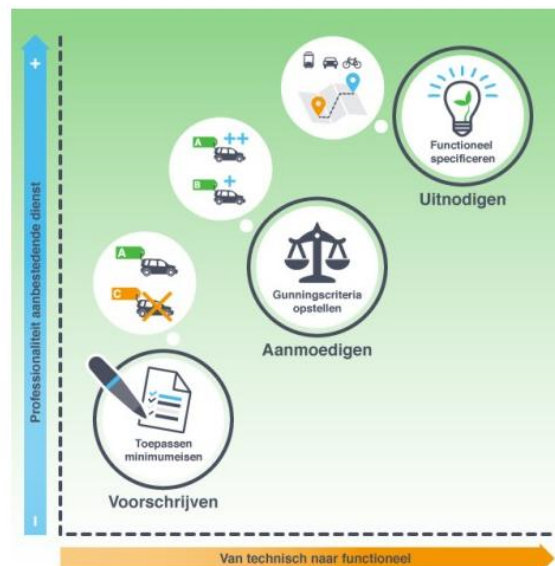 +
Professionaliteit aanbestedende dienst
–
Functioneel
specificeren
Uitnodigen
A ++
B +
Gunningscriteria
opstellen
Aanmoedigen
A
C
Toepassen
minimumeisen
Voorschrijven
Van technisch naar functioneel